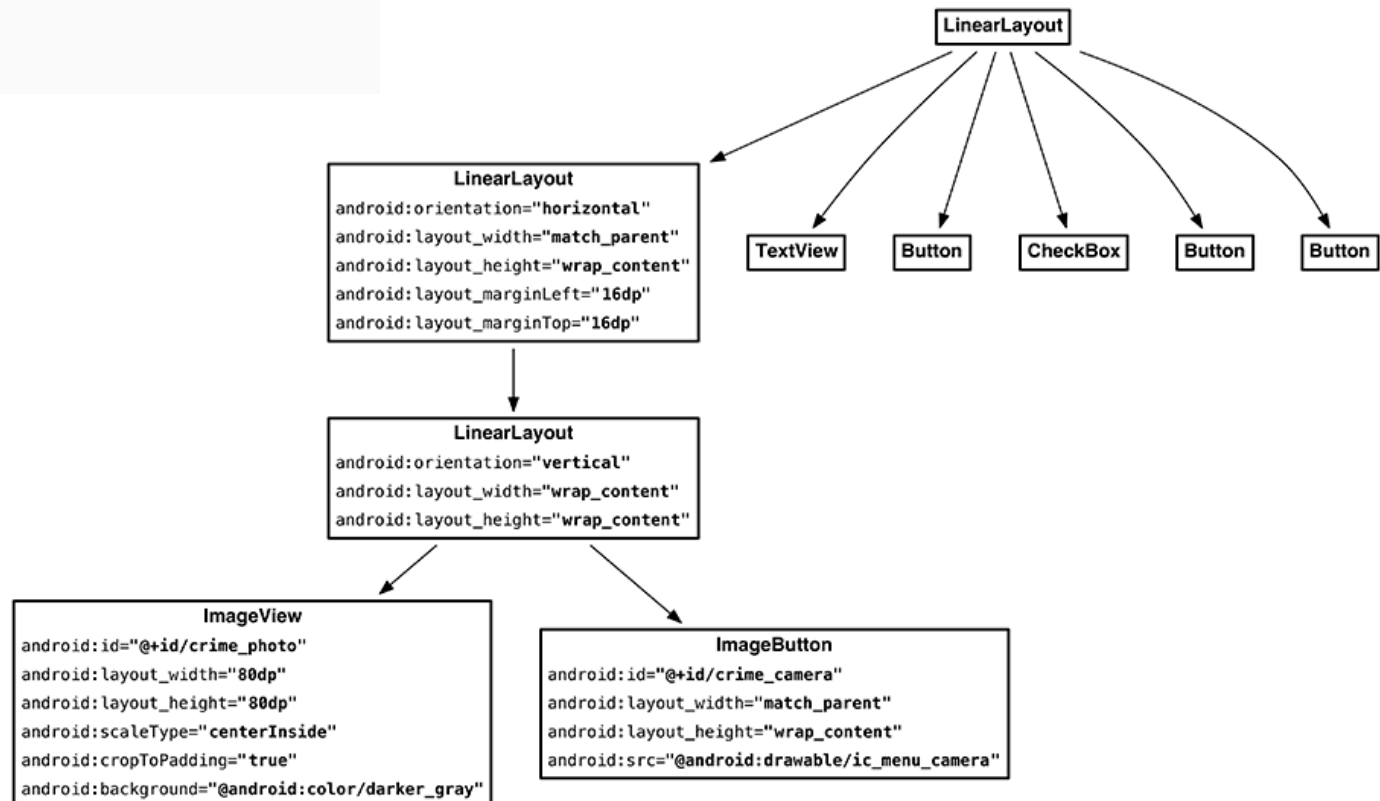 LinearLayout
LinearLayout
android:orientation="horizontal"
android:layout_width="match_parent"
android:layout_height="wrap_content"
android:layout_marginLeft="16dp"
android:layout_marginTop="16dp"
TextView
Button
CheckBox
Button
Button
LinearLayout
android:orientation="vertical"
android:layout_width="wrap_content"
android:layout_height="wrap_content"
ImageView
android:id="@+id/crime_photo"
android:layout_width="80dp"
android:layout_height="80dp"
android:scaleType="centerInside"
android:cropToPadding="true"
android:background="@android:color/darker_gray"
ImageButton
android:id="@+id/crime_camera"
android:layout_width="match_parent"
android:layout_height="wrap_content"
android:src="@android:drawable/ic_menu_camera"